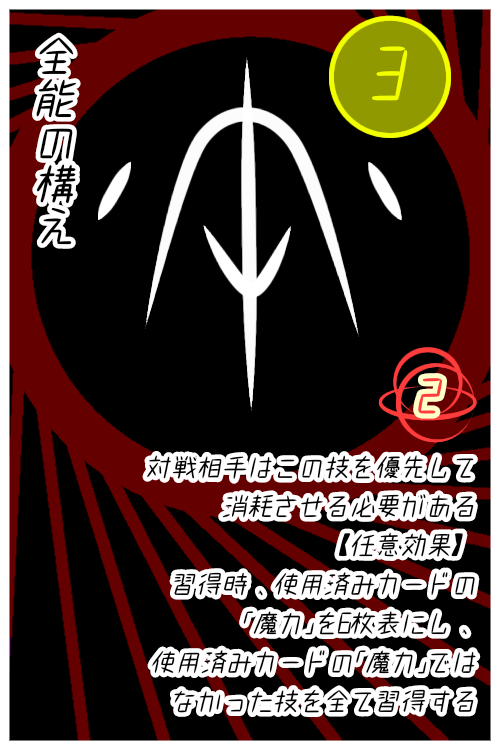 全能の構え
ヨ
2
対戦相手はこの技を優先して
消耗させる必要がある
【任意効果】
習得時、使用済みカードの
「魔力」を6枚表にし、
使用済みカードの「魔力」では
なかった技を全て習得する